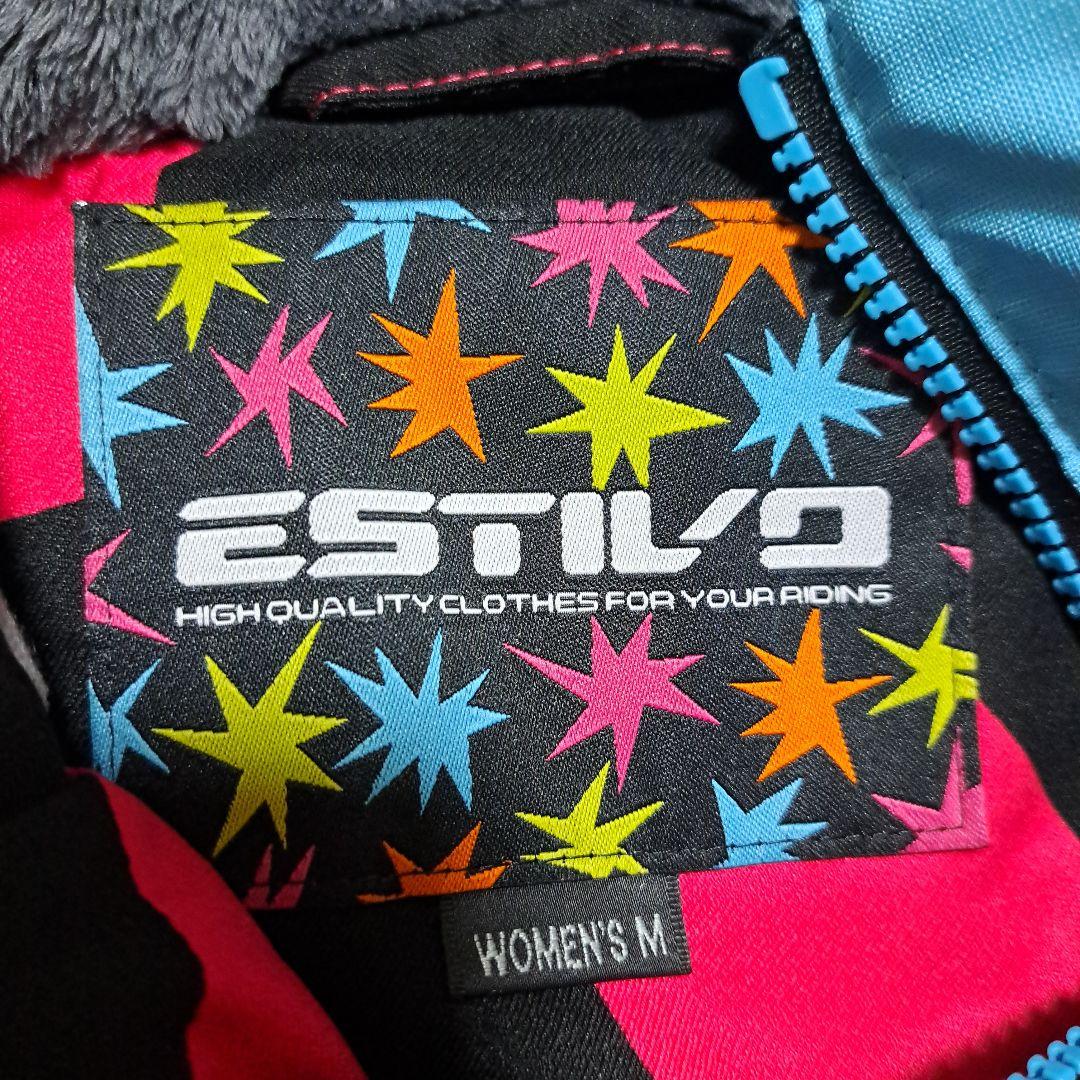 ESTIVO
HIGH QUALITY CLOTHES FOR YOUR RIDING
WOMEN'S M